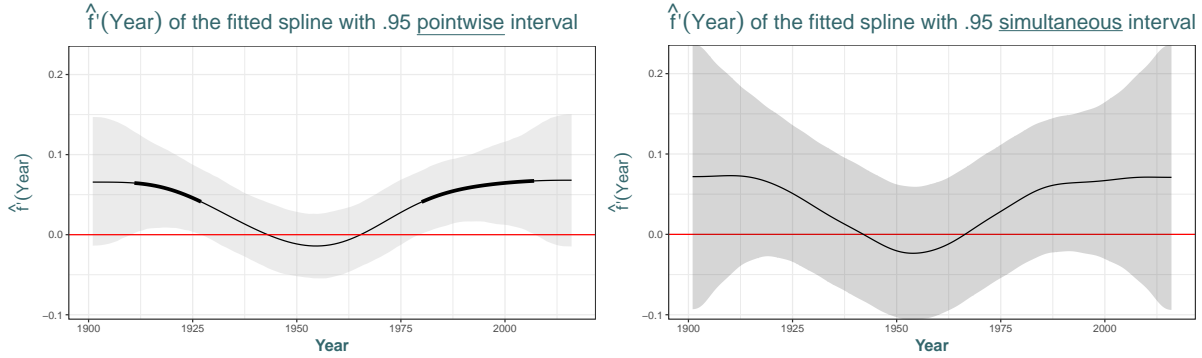 f̂'(Year) of the fitted spline with .95 pointwise interval
f̂'(Year)
0.2
0.1
0.0
−0.1
1900 1925 1950 1975 2000
Year
f̂'(Year) of the fitted spline with .95 simultaneous interval
f̂'(Year)
0.2
0.1
0.0
−0.1
1900 1925 1950 1975 2000
Year